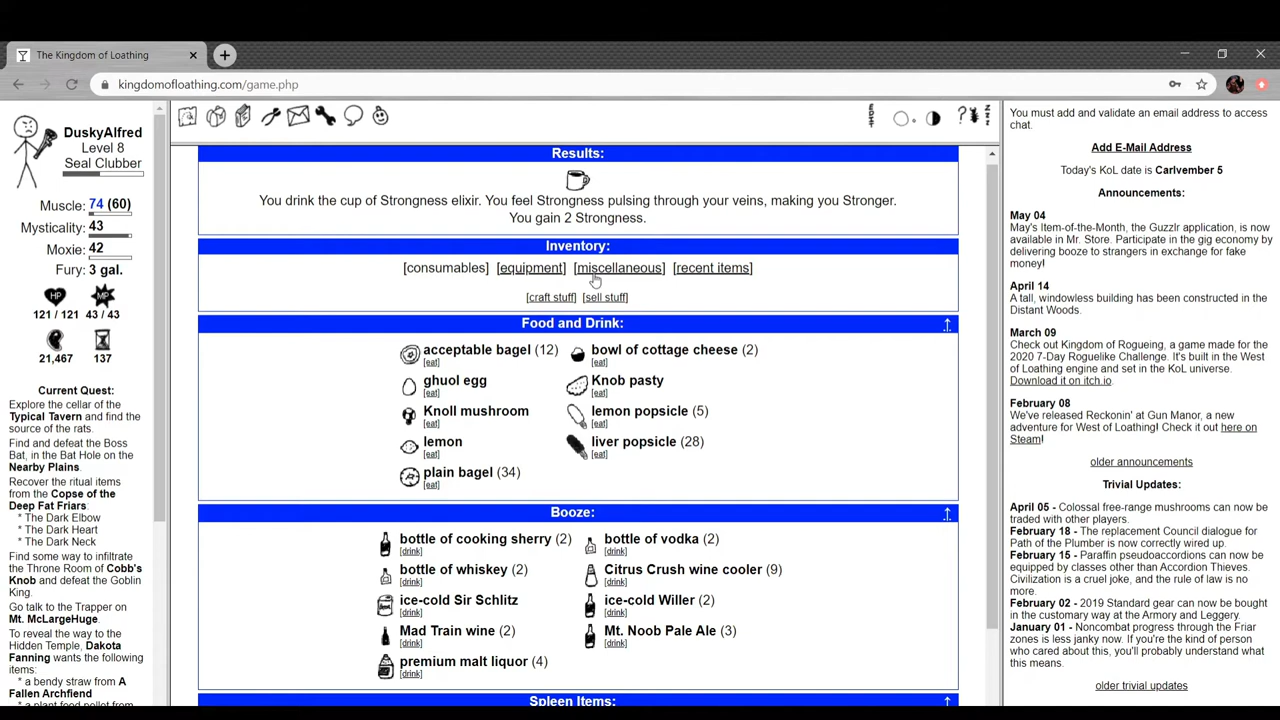 The Kingdom of Loathing
kingdomofloathing.com/game.php
DuskyAlfred
Level 8
Seal Clubber
Muscle: 74 (60)
Mysticality: 43
Moxie: 42
Fury: 3 gal.
HP
MP
121 / 121
43 / 43
21,467
137
Current Quest:
Explore the cellar of the
Typical Tavern and find the
source of the rats.
Find and defeat the Boss
Bat, in the Bat Hole on the
Nearby Plains.
Recover the ritual items
from the Copse of the
Deep Fat Friars:
* The Dark Elbow
* The Dark Heart
* The Dark Neck
Find some way to infiltrate
the Throne Room of Cobb's
Knob and defeat the Goblin
King.
Go talk to the Trapper on
Mt. McLargeHuge.
To reveal the way to the
Hidden Temple, Dakota
Fanning wants the following
items:
* a bendy straw from A
Fallen Archfiend
* a plant food pellet from
Results:
You drink the cup of Strongness elixir. You feel Strongness pulsing through your veins, making you Stronger.
You gain 2 Strongness.
Inventory:
[consumables] [equipment] [miscellaneous] [recent items]
[craft stuff] [sell stuff]
Food and Drink:
acceptable bagel (12)
[eat]
bowl of cottage cheese (2)
[eat]
ghuol egg
[eat]
Knob pasty
[eat]
Knoll mushroom
[eat]
lemon popsicle (5)
[eat]
lemon
[eat]
liver popsicle (28)
[eat]
plain bagel (34)
[eat]
Booze:
bottle of cooking sherry (2)
[drink]
bottle of vodka (2)
[drink]
bottle of whiskey (2)
[drink]
Citrus Crush wine cooler (9)
[drink]
ice-cold Sir Schlitz
[drink]
ice-cold Willer (2)
[drink]
Mad Train wine (2)
[drink]
Mt. Noob Pale Ale (3)
[drink]
premium malt liquor (4)
[drink]
Spleen Items:
You must add and validate an email address to access
chat.
Add E-Mail Address
Today's KoL date is Carlvember 5
Announcements:
May 04
May's Item-of-the-Month, the Guzzlr application, is now
available in Mr. Store. Participate in the gig economy by
delivering booze to strangers in exchange for fake
money!
April 14
A tall, windowless building has been constructed in the
Distant Woods.
March 09
Check out Kingdom of Rogueing, a game made for the
2020 7-Day Roguelike Challenge. It's built in the West
of Loathing engine and set in the KoL universe.
Download it on itch.io.
February 08
We've released Reckonin' at Gun Manor, a new
adventure for West of Loathing! Check it out here on
Steam!
older announcements
Trivial Updates:
April 05 - Colossal free-range mushrooms can now be
traded with other players.
February 18 - The replacement Council dialogue for
Path of the Plumber is now correctly wired up.
February 15 - Paraffin pseudoaccordions can now be
equipped by classes other than Accordion Thieves.
Civilization is a cruel joke, and the rule of law is no
more.
February 02 - 2019 Standard gear can now be bought
in the customary way at the Armory and Leggery.
January 01 - Noncombat progress through the Friar
zones is less janky now. If you're the kind of person
who cared about this, you'll probably understand what
this means.
older trivial updates